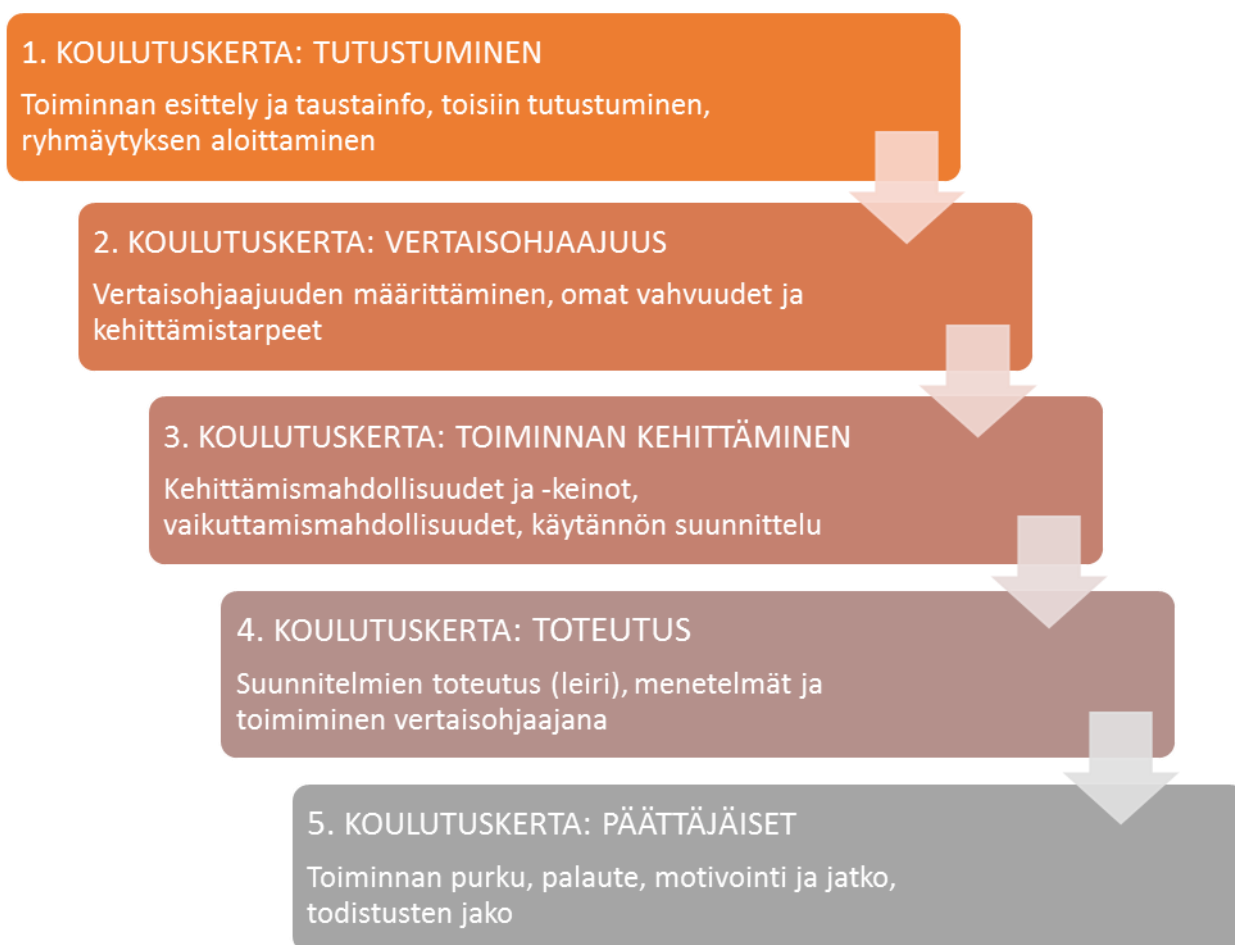 1. KOULUTUSKERTA: TUTUSTUMINEN
Toiminnan esittely ja taustainfo, toisiin tutustuminen,
ryhmäytyksen aloittaminen
2. KOULUTUSKERTA: VERTAISOHJAAJUUS
Vertaisohjaajuuden määrittäminen, omat vahvuudet ja
kehittämistarpeet
3. KOULUTUSKERTA: TOIMINNAN KEHITTÄMINEN
Kehittämismahdollisuudet ja -keinot,
vaikuttamismahdollisuudet, käytännön suunnittelu
4. KOULUTUSKERTA: TOTEUTUS
Suunnitelmien toteutus (leiri), menetelmät ja
toimiminen vertaisohjaajana
5. KOULUTUSKERTA: PÄÄTTÄJÄISET
Toiminnan purku, palaute, motivointi ja jatko,
todistusten jako